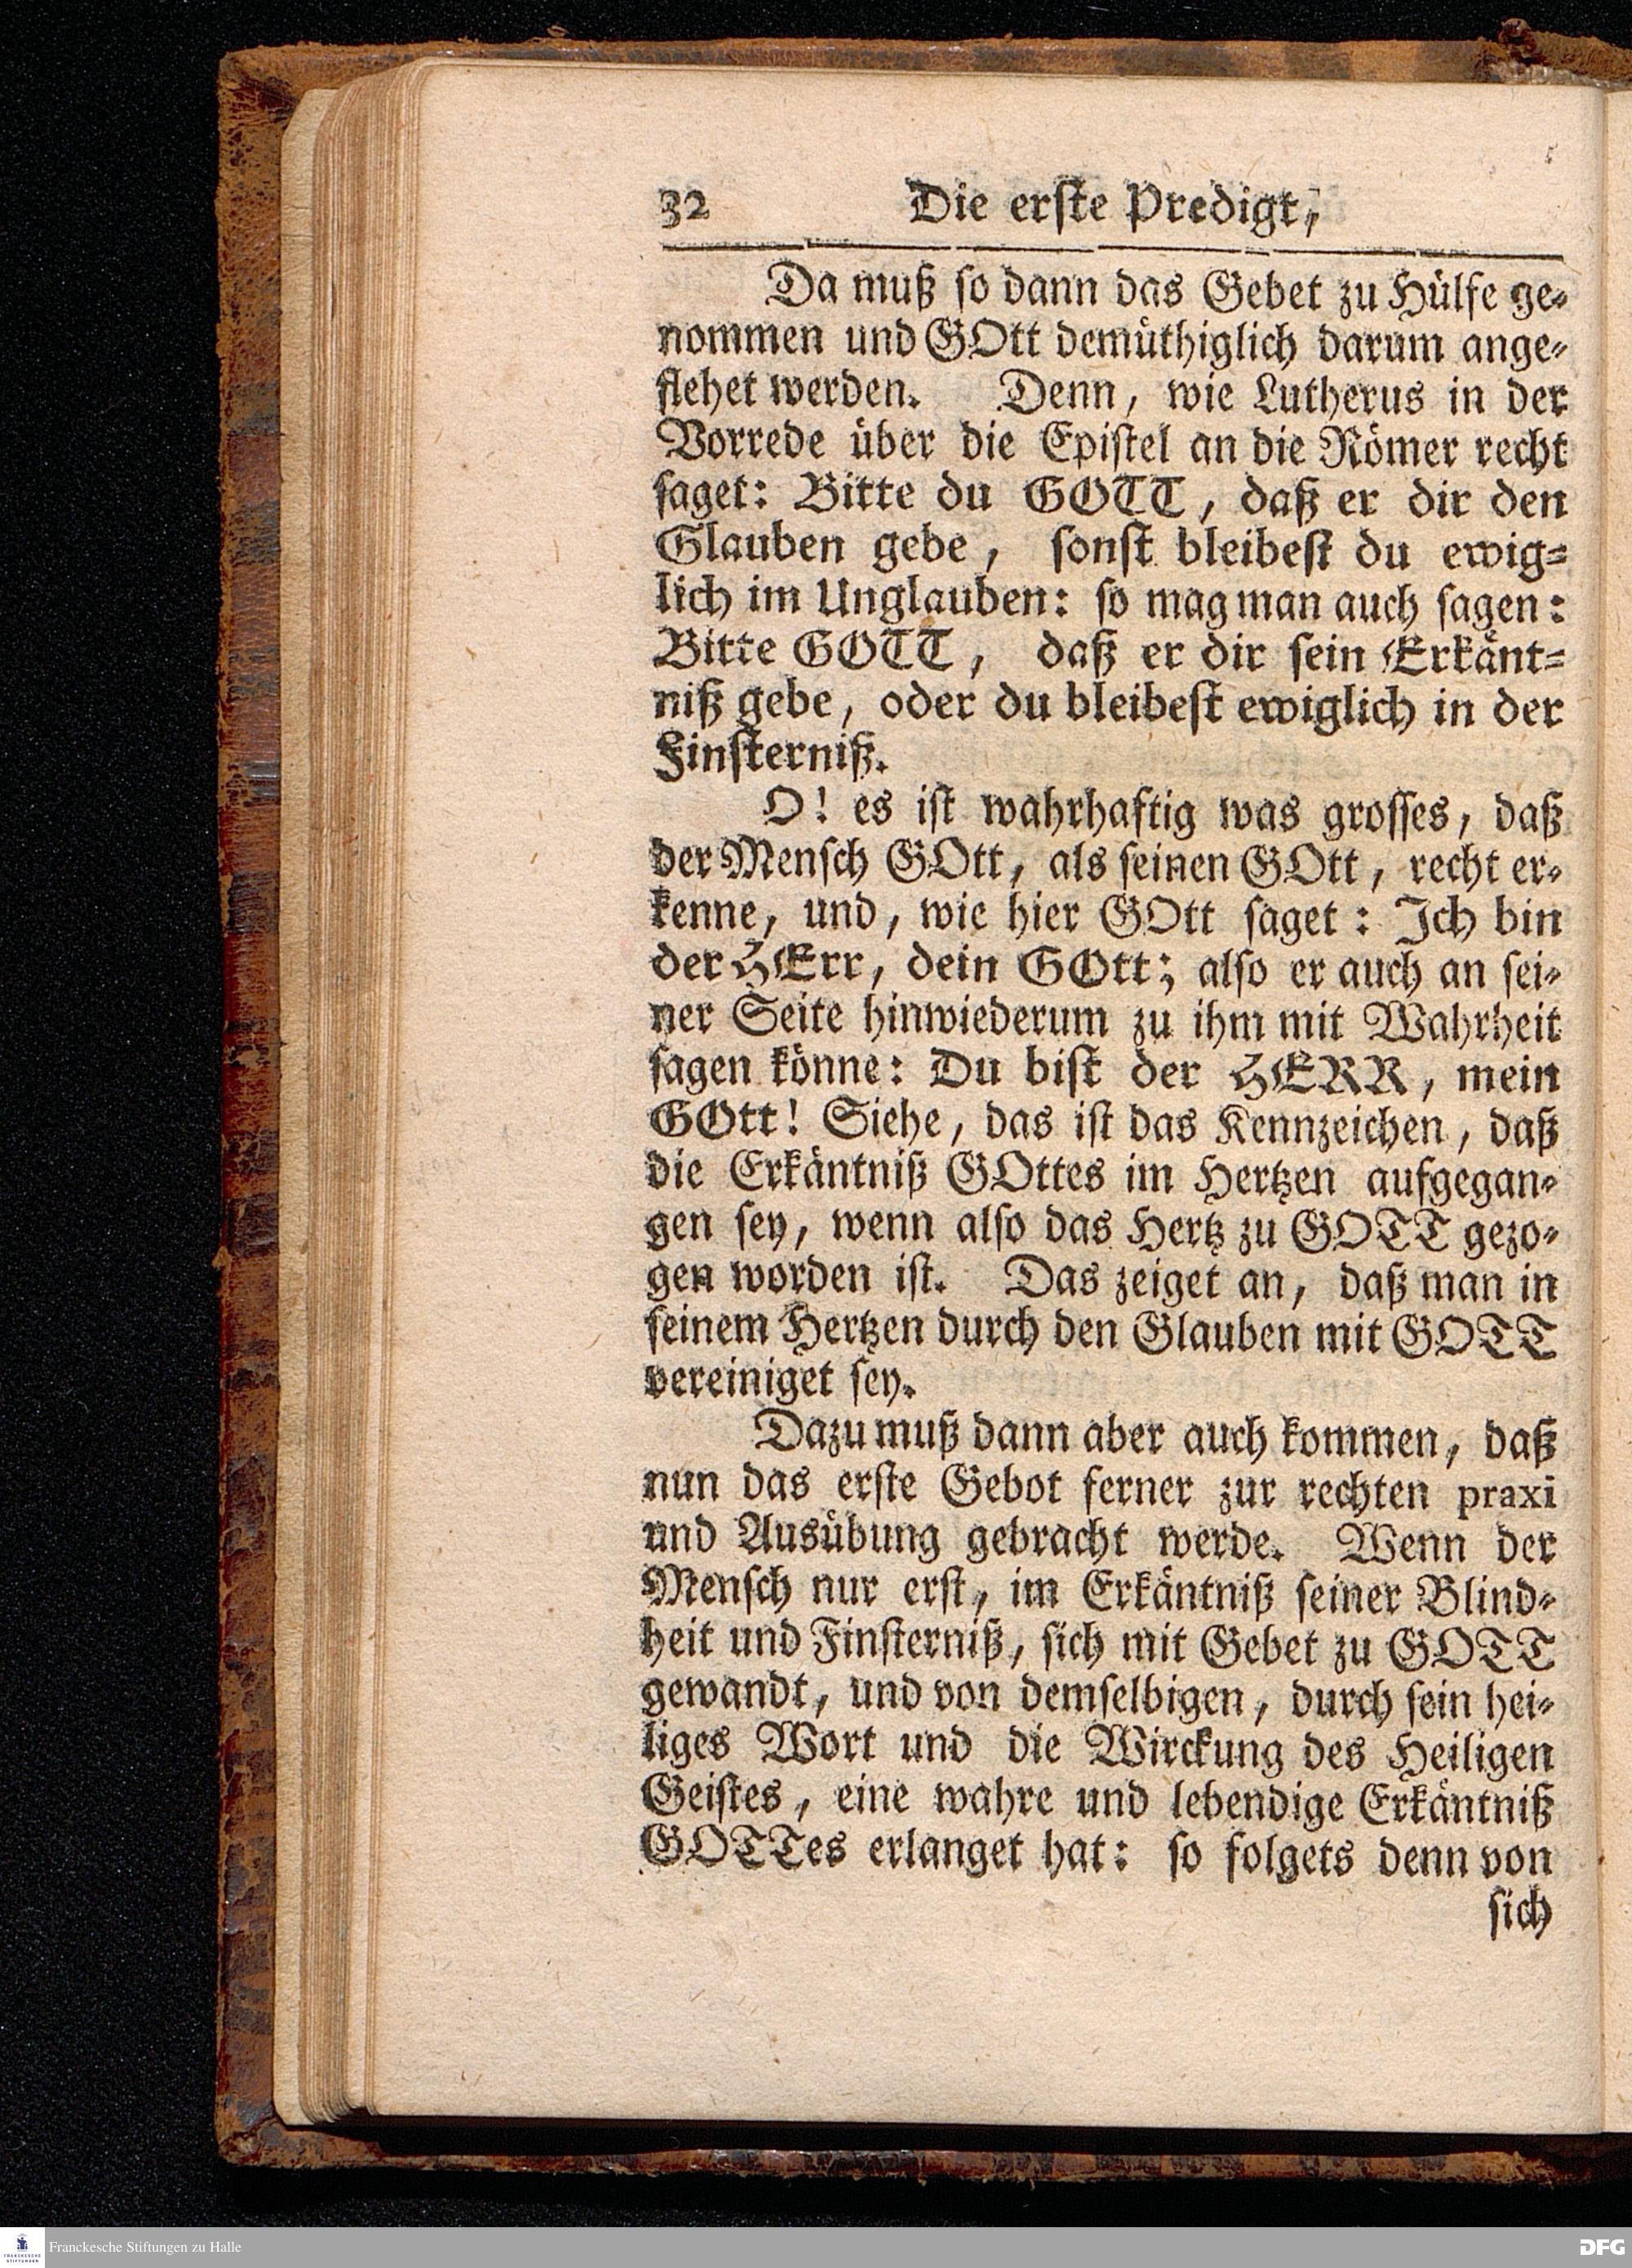 32 Die erste Predigt,
Da muß so dann das Gebet zu Hülfe ge-
nommen und GOtt demüthiglich darum ange-
flehet werden. Denn, wie Lutherus in der
Vorrede über die Epistel an die Römer recht
saget: Bitte du GOTT, daß er dir den
Glauben gebe, sonst bleibest du ewig-
lich im Unglauben: so mag man auch sagen:
Bitte GOTT, daß er dir sein Erkänt-
niß gebe, oder du bleibest ewiglich in der
Finsterniß.
O! es ist wahrhaftig was grosses, daß
der Mensch GOtt, als seinen GOtt, recht er-
kenne, und, wie hier GOtt saget: Ich bin
der HErr, dein GOtt; also er auch an sei-
ner Seite hinwiederum zu ihm mit Wahrheit
sagen könne: Du bist der HERR, mein
GOtt! Siehe, das ist das Kennzeichen, daß
die Erkäntniß GOttes im Hertzen aufgegan-
gen sey, wenn also das Hertz zu GOTT gezo-
gen worden ist. Das zeiget an, daß man in
seinem Hertzen durch den Glauben mit GOTT
vereiniget sey.
Dazu muß dann aber auch kommen, daß
nun das erste Gebot ferner zur rechten praxi
und Ausübung gebracht werde. Wenn der
Mensch nur erst, im Erkäntniß seiner Blind-
heit und Finsterniß, sich mit Gebet zu GOTT
gewandt, und von demselbigen, durch sein hei-
liges Wort und die Wirckung des Heiligen
Geistes, eine wahre und lebendige Erkäntniß
GOTTes erlanget hat: so folgets denn von
sich
FRANCKESCHE
STIFTUNGEN
Franckesche Stiftungen zu Halle
DFG